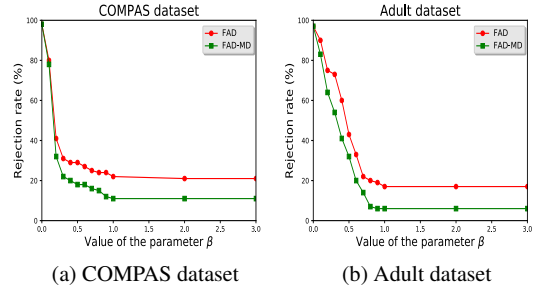 COMPAS dataset
Rejection rate (%)
100
80
60
40
20
0
0.0 0.5 1.0 1.5 2.0 2.5 3.0
Value of the parameter β
FAD
FAD-MD
(a) COMPAS dataset
Adult dataset
Rejection rate (%)
100
80
60
40
20
0
0.0 0.5 1.0 1.5 2.0 2.5 3.0
Value of the parameter β
FAD
FAD-MD
(b) Adult dataset